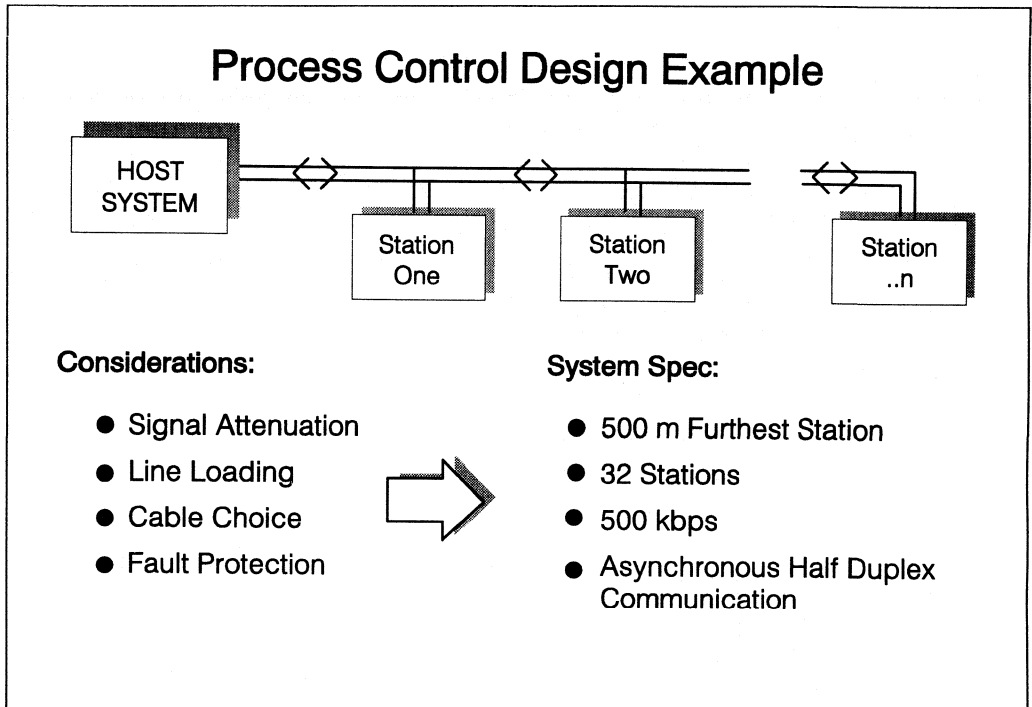 Process Control Design Example
HOST
SYSTEM
Station
One
Station
Two
Station
..n
Considerations:
● Signal Attenuation
● Line Loading
● Cable Choice
● Fault Protection
System Spec:
● 500 m Furthest Station
● 32 Stations
● 500 kbps
● Asynchronous Half Duplex
Communication